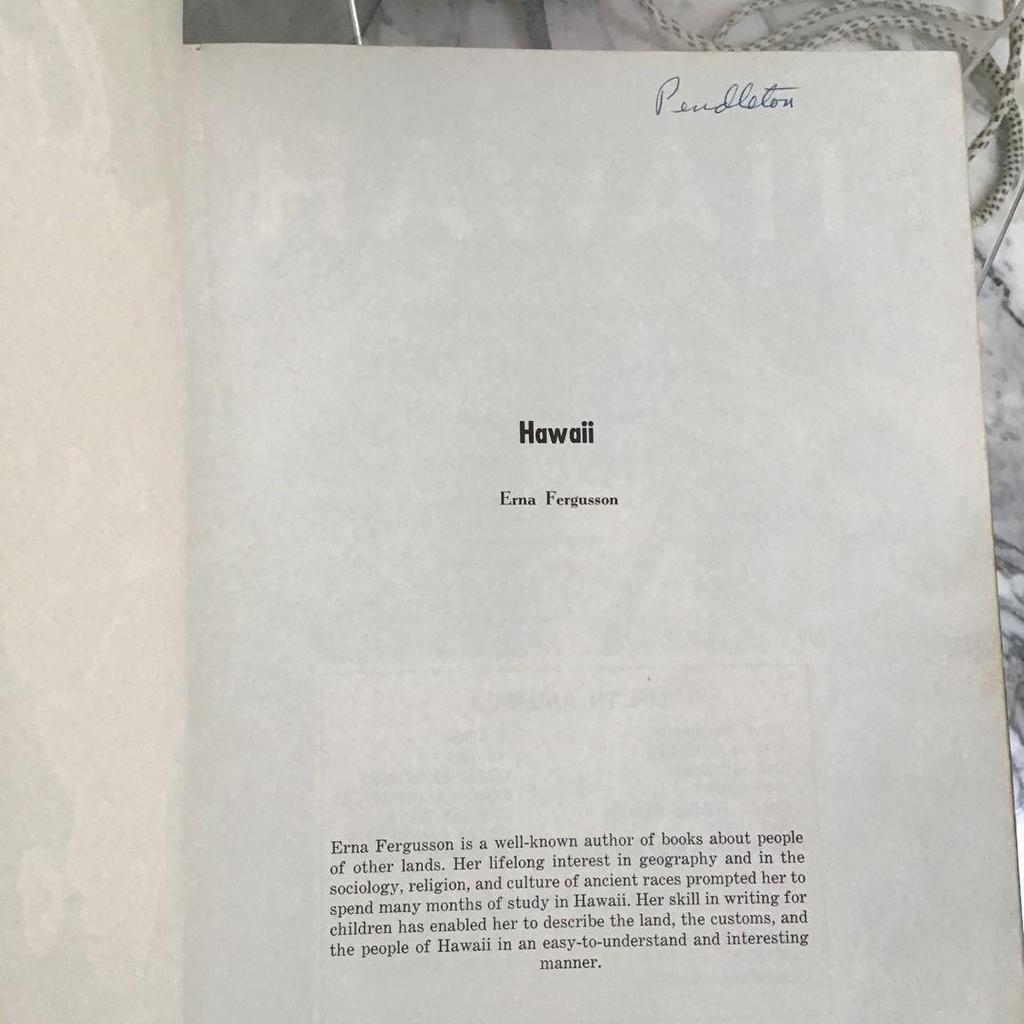 Pendleton
HAWAII
Hawaii
Erna Fergusson
Erna Fergusson is a well-known author of books about people
of other lands. Her lifelong interest in geography and in the
sociology, religion, and culture of ancient races prompted her to
spend many months of study in Hawaii. Her skill in writing for
children has enabled her to describe the land, the customs, and
the people of Hawaii in an easy-to-understand and interesting
manner.